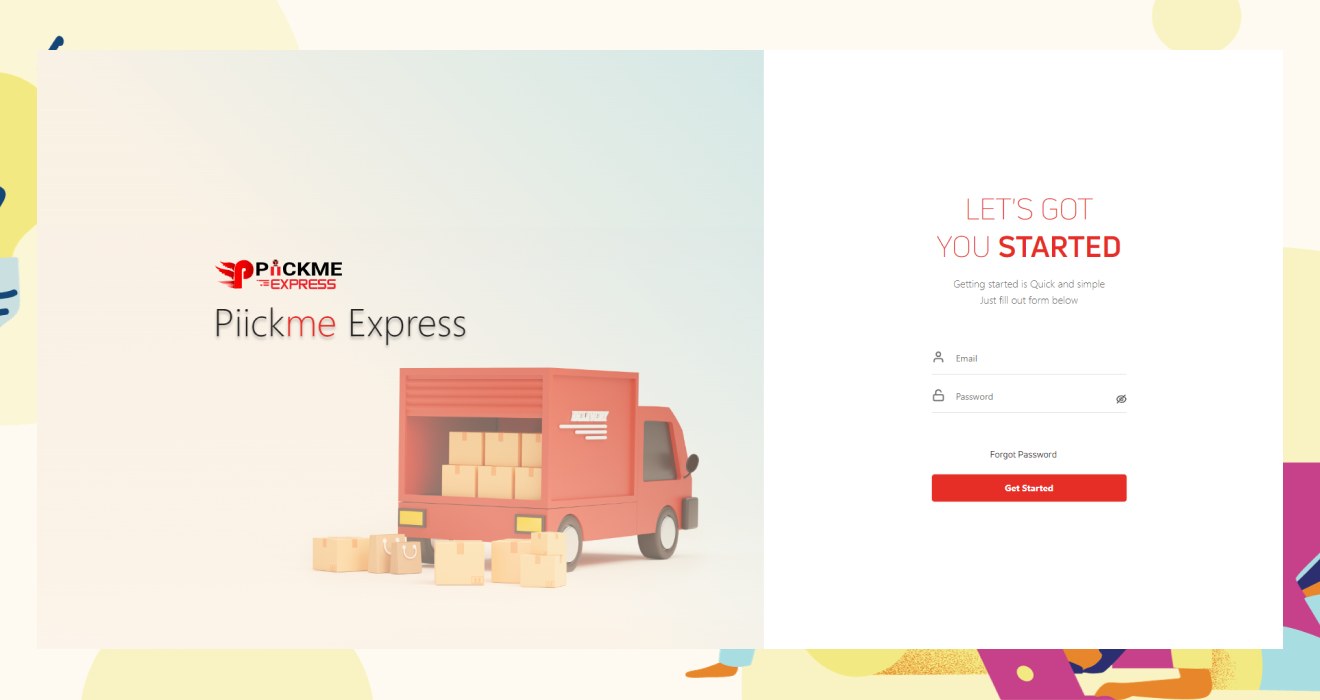 PIICKME
EXPRESS
Piickme Express
LET'S GOT
YOU STARTED
Getting started is Quick and simple
Just fill out form below
Email
Password
Forgot Password
Get Started